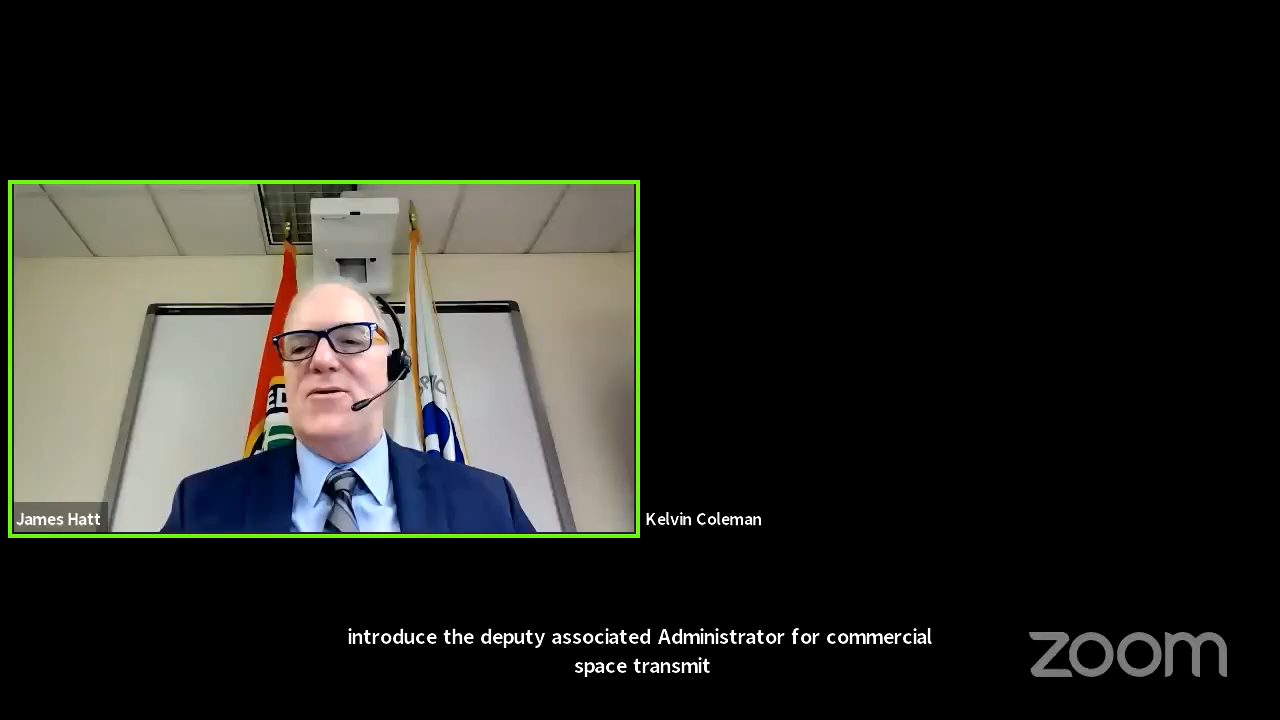 James Hatt
Kelvin Coleman
introduce the deputy associated Administrator for commercial
space transmit
zoom